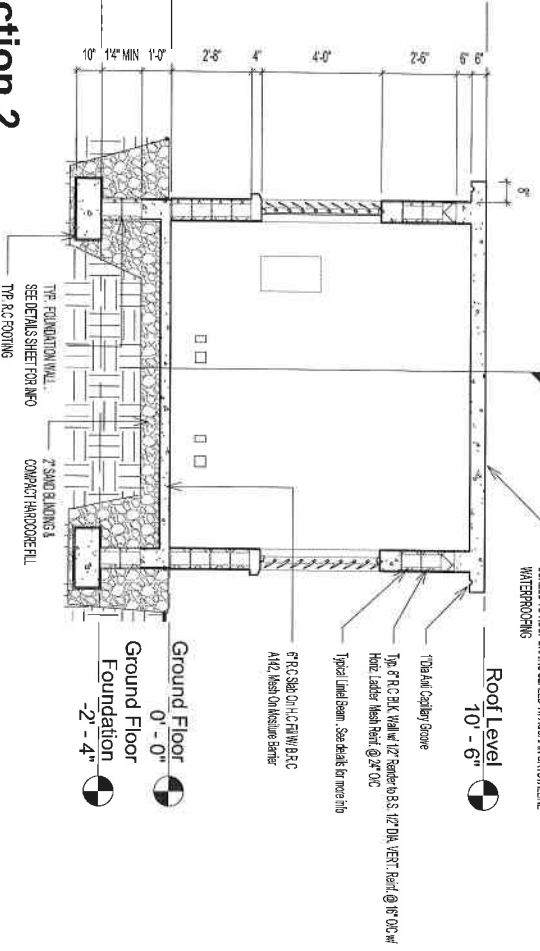 ction 2
10"
1'4" MIN
1'-0"
2'-8"
4"
4'-0"
2'-6"
6"
6"
8"
WATERPROOFING
Roof Level
10' - 6"
1"Dia Anti Capillary Groove
Typ. 8" R.C BLK. Wall w/ 1/2" Render to B.S. 1/2" DIA. VERT. Reinf. @ 16" O/C w/
Horiz. Ladder Mesh Reinf. @ 24" O/C
Typical Lintel Beam . See details for more info
6" R.C Slab On H.C Fill W/ B.R.C
A142, Mesh On Moisture Barrier
Ground Floor
0' - 0"
Ground Floor
Foundation
-2' - 4"
TYP. FOUNDATION WALL .
SEE DETAILS SHEET FOR INFO
TYP. R.C FOOTING
2" SAND BLINDING &
COMPACT HARDCORE FILL